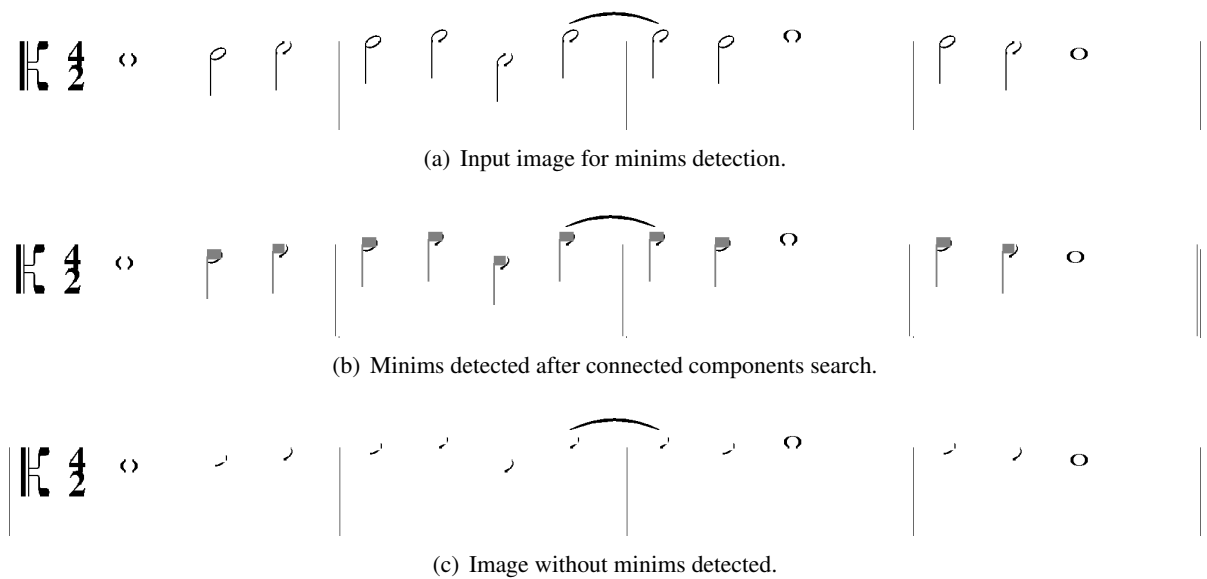 4
2
(a) Input image for minims detection.
4
2
(b) Minims detected after connected components search.
4
2
(c) Image without minims detected.